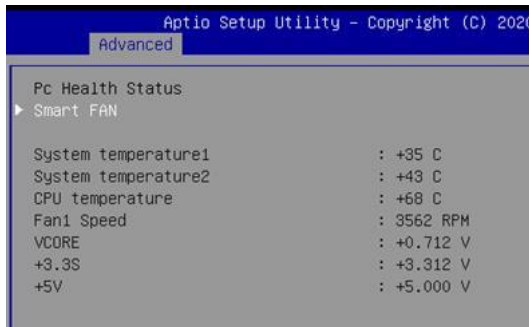 Aptio Setup Utility - Copyright (C) 2020
Advanced
Pc Health Status
Smart FAN
System temperature1 : +35 C
System temperature2 : +43 C
CPU temperature : +68 C
Fan1 Speed : 3562 RPM
VCORE : +0.712 V
+3.3S : +3.312 V
+5V : +5.000 V